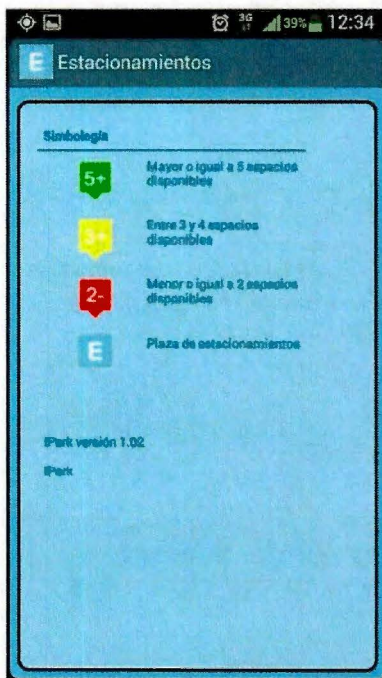 3G
39%
12:34
E
Estacionamientos
Simbología
5+
Mayor o igual a 5 espacios
disponibles
3+
Entre 3 y 4 espacios
disponibles
2-
Menor o igual a 2 espacios
disponibles
E
Plaza de estacionamientos
IPark versión 1.02
IPark